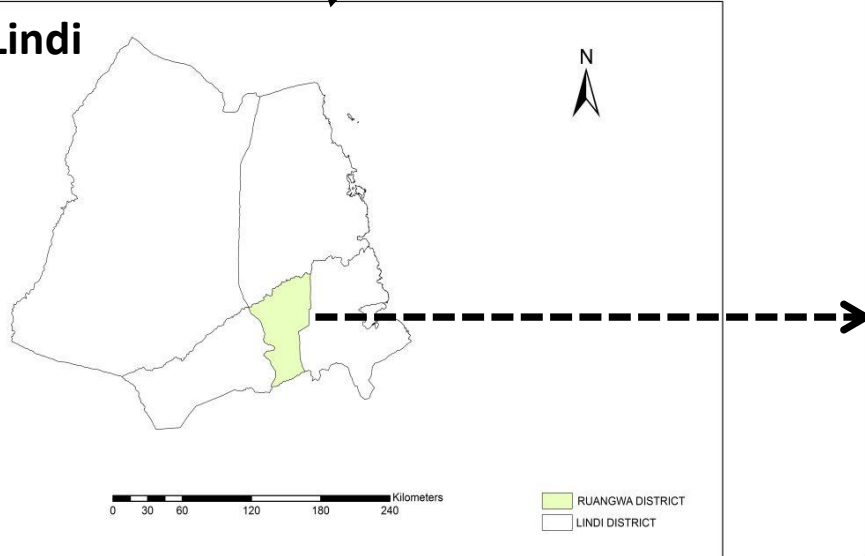 Lindi
N
Kilometers
0 30 60 120 180 240
RUANGWA DISTRICT
LINDI DISTRICT